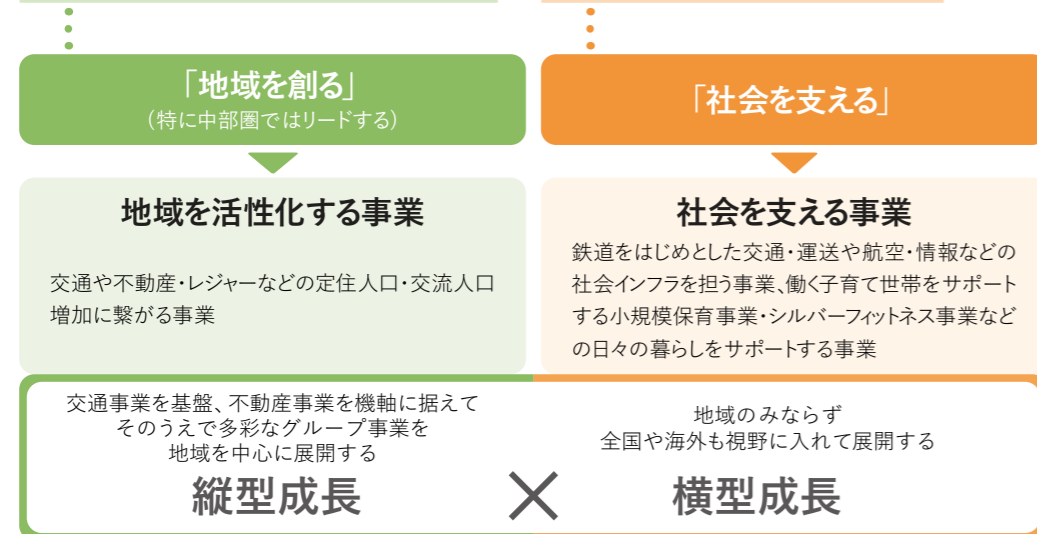 「地域を創る」
（特に中部圏ではリードする）
地域を活性化する事業
交通や不動産・レジャーなどの定住人口・交流人口
増加に繋がる事業
「社会を支える」
社会を支える事業
鉄道をはじめとした交通・運送や航空・情報などの
社会インフラを担う事業、働く子育て世帯をサポート
する小規模保育事業・シルバーフィットネス事業など
の日々の暮らしをサポートする事業
交通事業を基盤、不動産事業を機軸に据えて
そのうえで多彩なグループ事業を
地域を中心に展開する
縦型成長
×
地域のみならず
全国や海外も視野に入れて展開する
横型成長